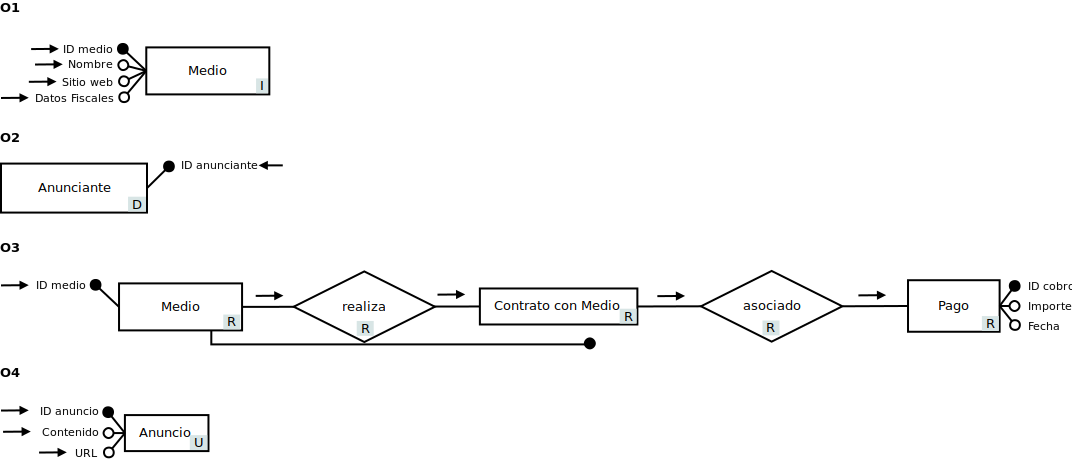 O1
ID medio
Nombre
Sitio web
Datos Fiscales
Medio
I
O2
Anunciante
D
ID anunciante
O3
ID medio
Medio
R
realiza
R
Contrato con Medio
R
asociado
R
Pago
R
ID cobro
Importe
Fecha
O4
ID anuncio
Contenido
URL
Anuncio
U